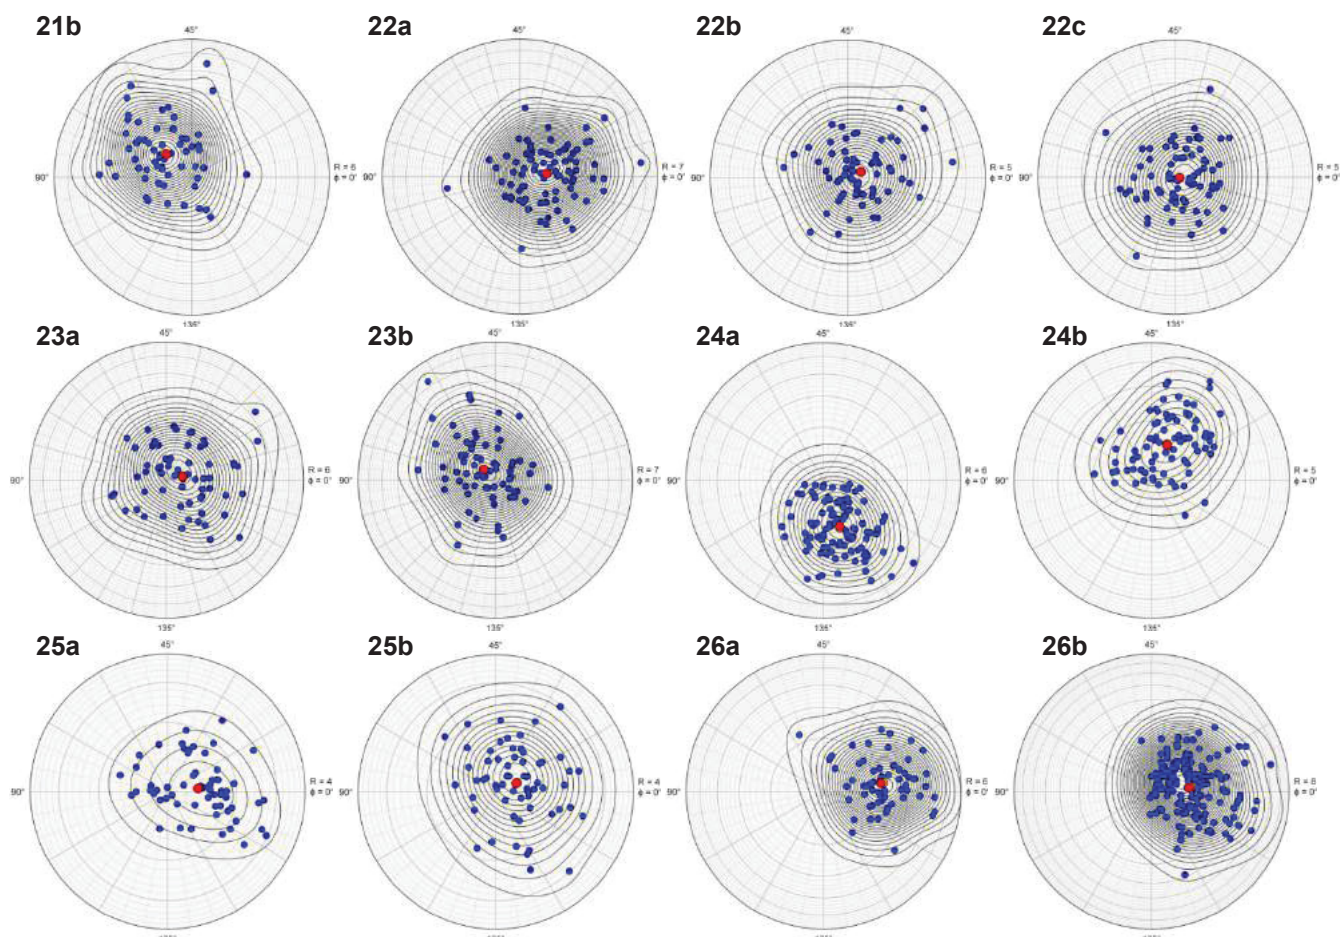 21b
22a
22b
22c
45°
45°
45°
45°
90°
R = 6
ϕ = 0°
90°
R = 7
ϕ = 0°
90°
R = 5
ϕ = 0°
90°
R = 5
ϕ = 0°
135°
135°
135°
135°
23a
23b
24a
24b
45°
45°
45°
45°
90°
R = 6
ϕ = 0°
90°
R = 7
ϕ = 0°
90°
R = 6
ϕ = 0°
90°
R = 5
ϕ = 0°
135°
135°
135°
135°
25a
25b
26a
26b
45°
45°
45°
45°
90°
R = 4
ϕ = 0°
90°
R = 4
ϕ = 0°
90°
R = 6
ϕ = 0°
90°
R = 8
ϕ = 0°